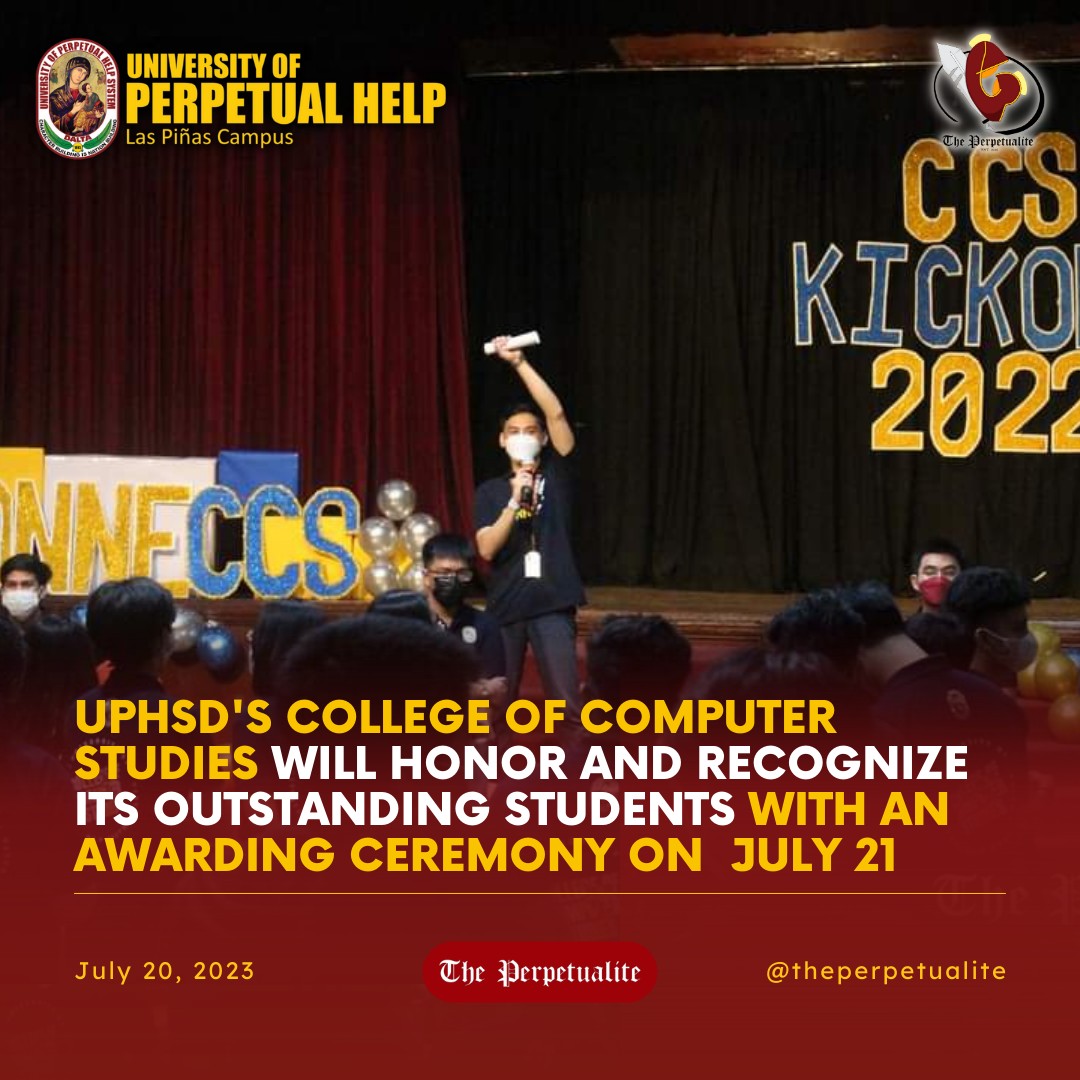 UNIVERSITY OF PERPETUAL HELP SYSTEM
DALTA
CHARACTER BUILDING IS NATION BUILDING
UNIVERSITY OF
PERPETUAL HELP
Las Piñas Campus
The Perpetualite
CCS
KICKO
2022
ONNECCS
UPHSD'S COLLEGE OF COMPUTER
STUDIES WILL HONOR AND RECOGNIZE
ITS OUTSTANDING STUDENTS WITH AN
AWARDING CEREMONY ON JULY 21
July 20, 2023
The Perpetualite
@theperpetualite